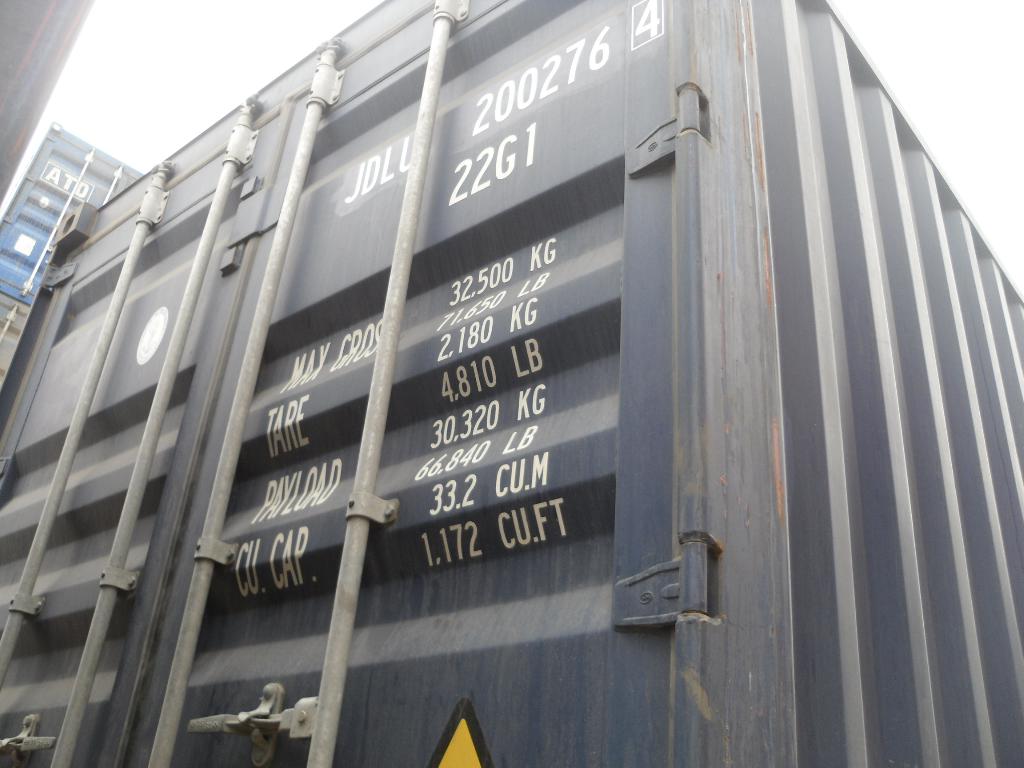 ATO
JDLU 200276 4
22G1
MAX GROSS 32.500 KG
71.650 LB
TARE 2.180 KG
4.810 LB
PAYLOAD 30.320 KG
66.840 LB
CU. CAP. 33.2 CU.M
1.172 CU.FT